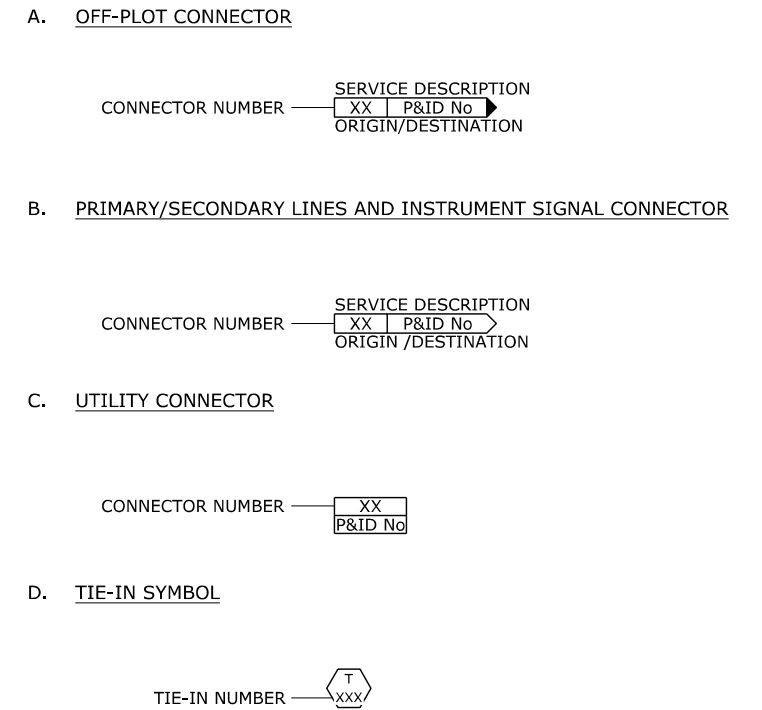 A. OFF-PLOT CONNECTOR
SERVICE DESCRIPTION
CONNECTOR NUMBER XX P&ID No
ORIGIN/DESTINATION
B. PRIMARY/SECONDARY LINES AND INSTRUMENT SIGNAL CONNECTOR
SERVICE DESCRIPTION
CONNECTOR NUMBER XX P&ID No
ORIGIN /DESTINATION
C. UTILITY CONNECTOR
CONNECTOR NUMBER XX
P&ID No
D. TIE-IN SYMBOL
T
TIE-IN NUMBER XXX